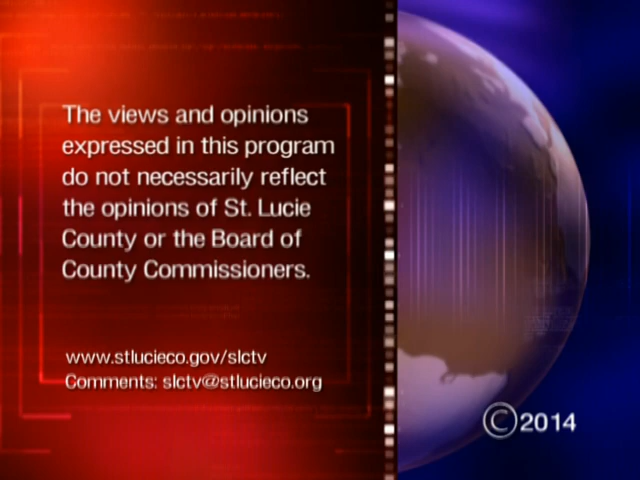 The views and opinions
expressed in this program
do not necessarily reflect
the opinions of St. Lucie
County or the Board of
County Commissioners.
www.stlucieco.gov/slctv
Comments: slctv@stlucieco.org
©2014